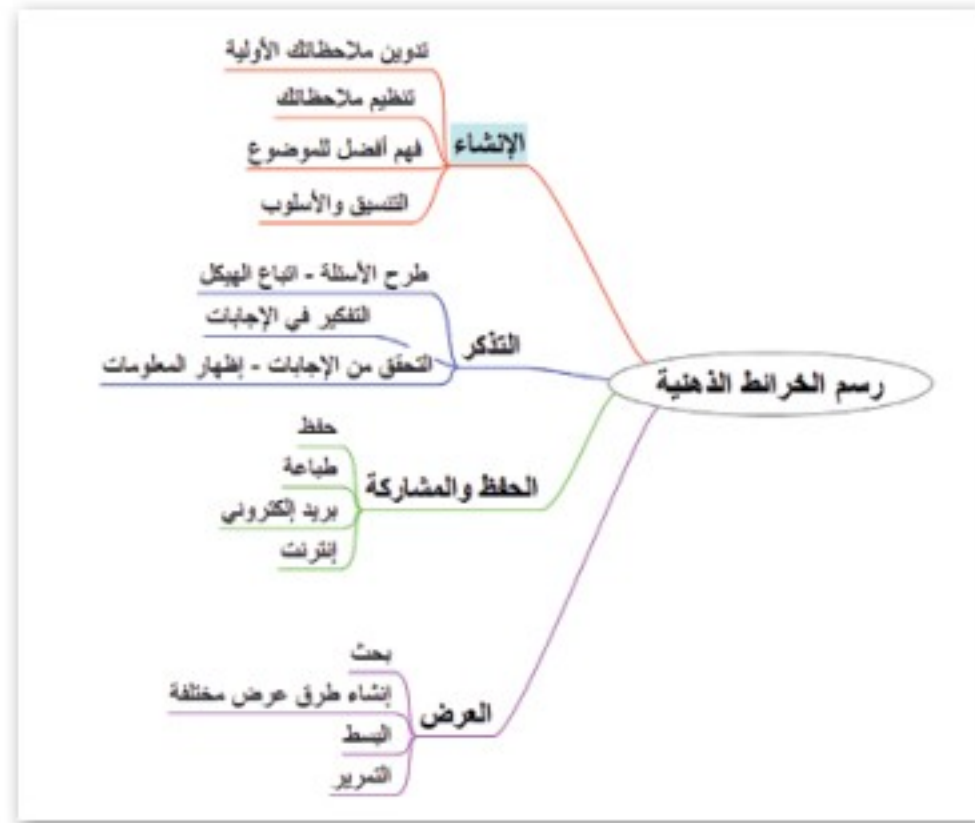 رسم الخرائط الذهنية
الإنشاء
تدوين ملاحظاتك الأولية
تنظيم ملاحظاتك
فهم أفضل للموضوع
التنسيق والأسلوب
التذكر
طرح الأسئلة - اتباع الهيكل
التفكير في الإجابات
التحقق من الإجابات - إظهار المعلومات
الحفظ والمشاركة
حفظ
طباعة
بريد إلكتروني
إنترنت
العرض
بحث
إنشاء طرق عرض مختلفة
البسط
التمرير